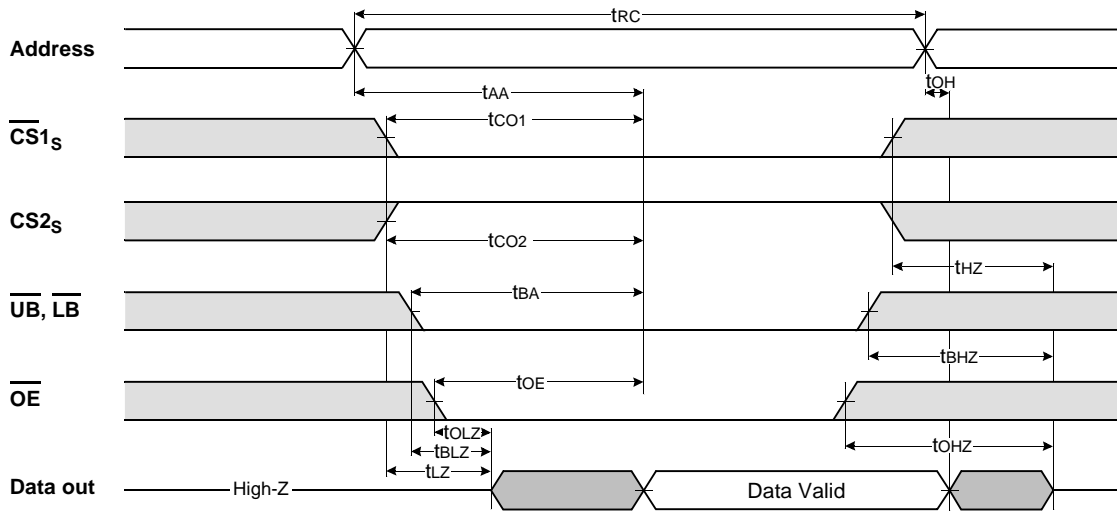 tRC
Address
tOH
tAA
CS1S
tCO1
CS2S
tCO2
tHZ
UB, LB
tBA
tBHZ
OE
tOE
tOLZ
tOHZ
tBLZ
tLZ
Data out
High-Z
Data Valid